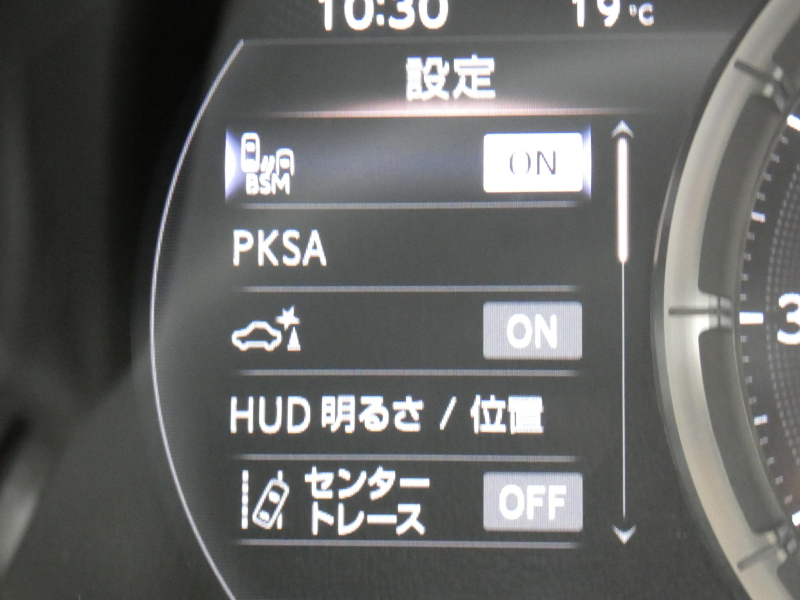 10:30 19°C
設定
BSM ON
PKSA
ON
HUD 明るさ / 位置
センター
トレース OFF
3